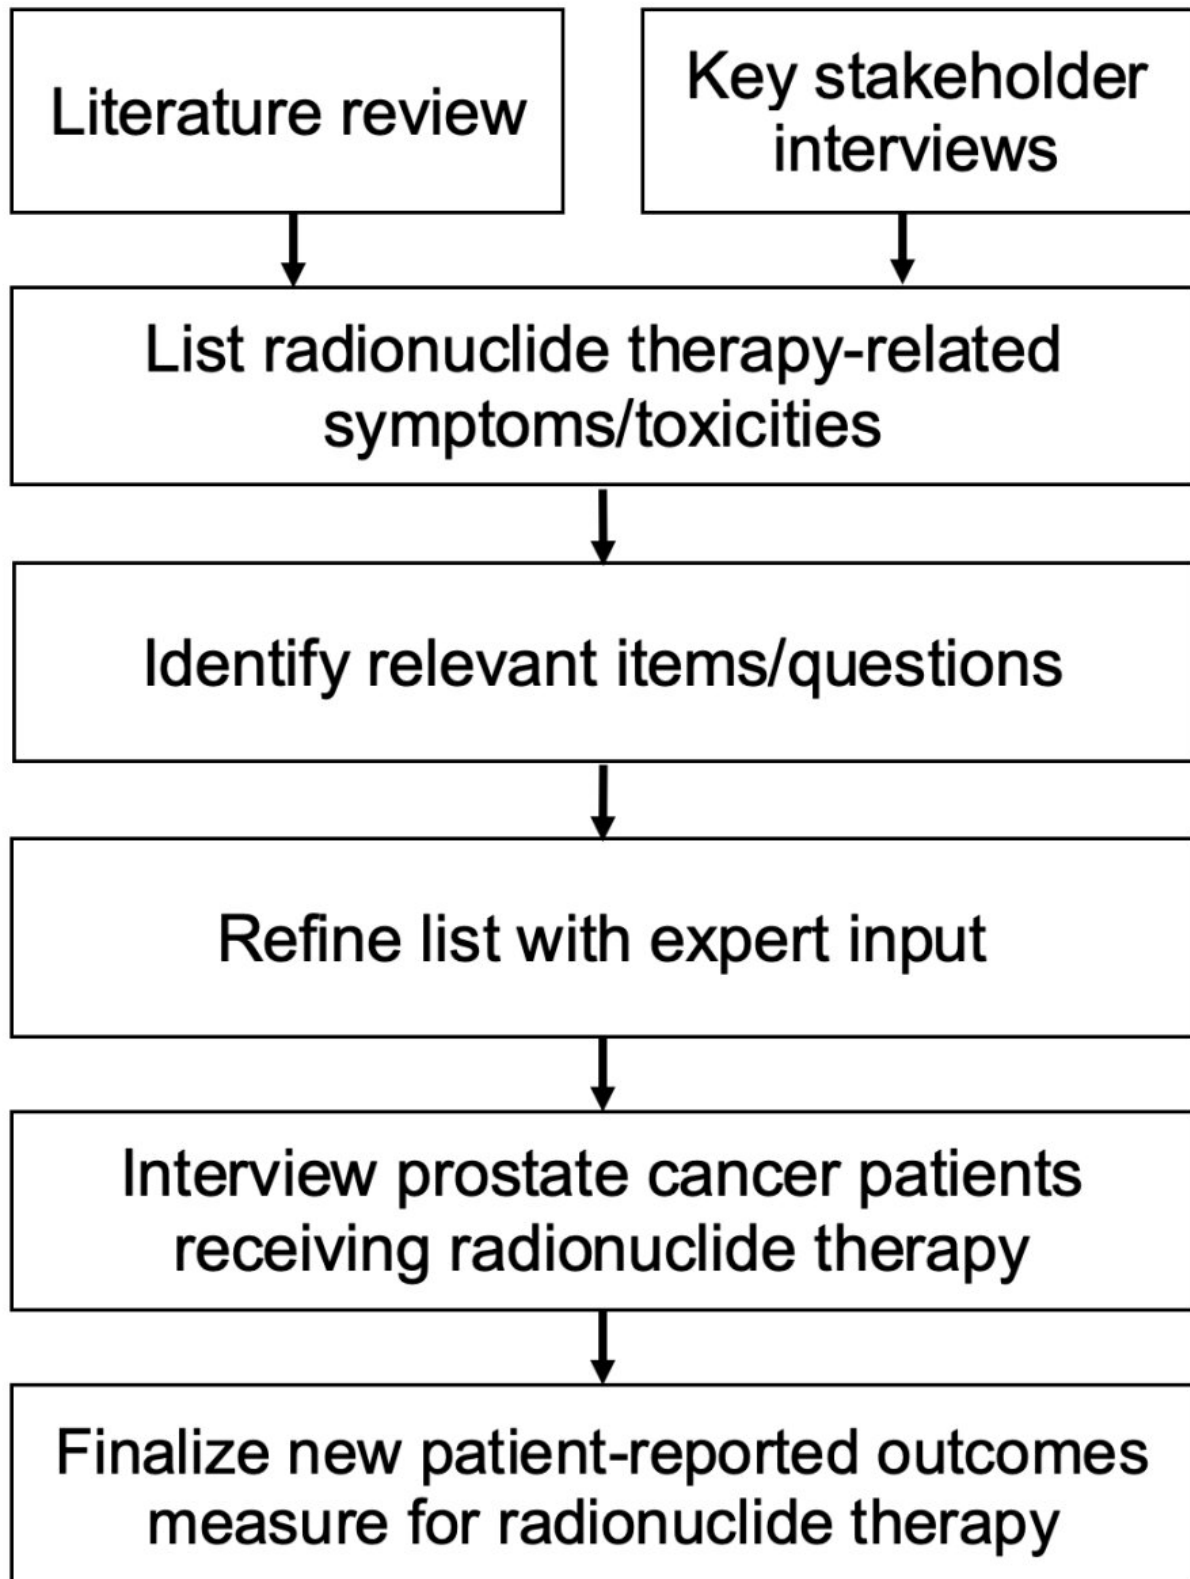 Literature review
Key stakeholder
interviews
List radionuclide therapy-related
symptoms/toxicities
Identify relevant items/questions
Refine list with expert input
Interview prostate cancer patients
receiving radionuclide therapy
Finalize new patient-reported outcomes
measure for radionuclide therapy